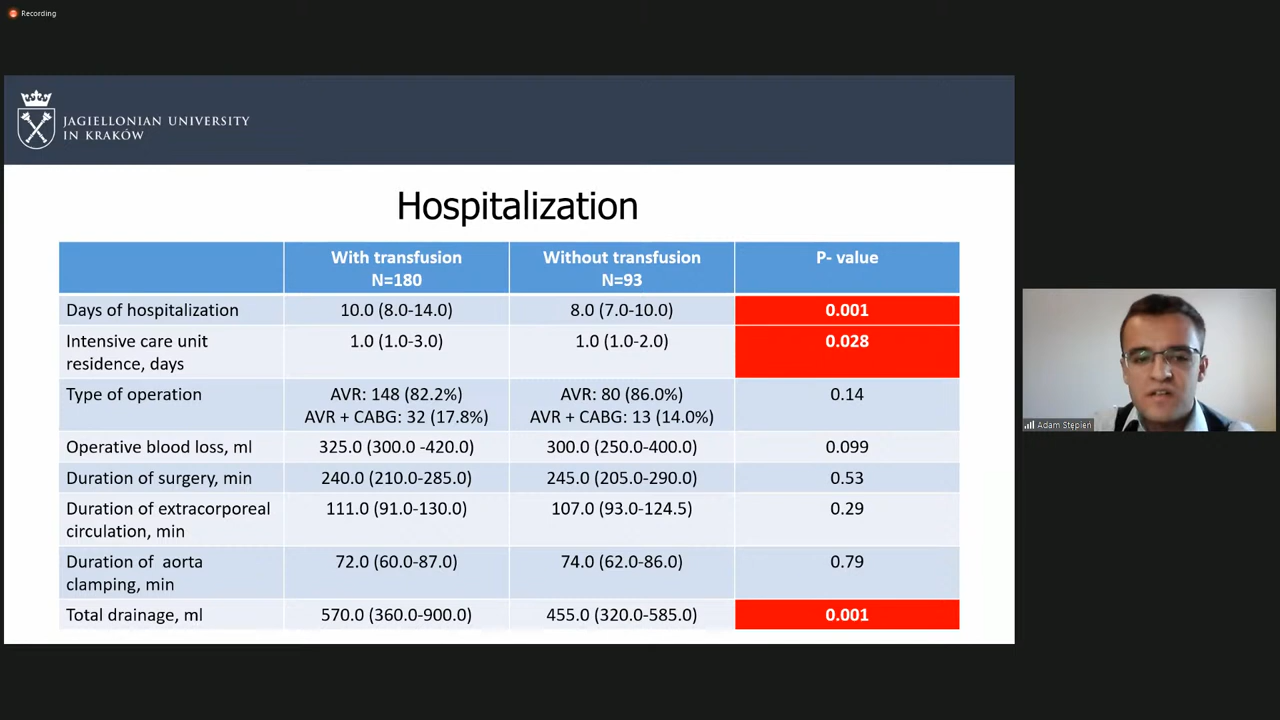 Recording
JAGIELLONIAN UNIVERSITY
IN KRAKÓW
Hospitalization
With transfusion
N=180
Without transfusion
N=93
P- value
Days of hospitalization
10.0 (8.0-14.0)
8.0 (7.0-10.0)
0.001
Intensive care unit
residence, days
1.0 (1.0-3.0)
1.0 (1.0-2.0)
0.028
Type of operation
AVR: 148 (82.2%)
AVR + CABG: 32 (17.8%)
AVR: 80 (86.0%)
AVR + CABG: 13 (14.0%)
0.14
Operative blood loss, ml
325.0 (300.0 -420.0)
300.0 (250.0-400.0)
0.099
Duration of surgery, min
240.0 (210.0-285.0)
245.0 (205.0-290.0)
0.53
Duration of extracorporeal
circulation, min
111.0 (91.0-130.0)
107.0 (93.0-124.5)
0.29
Duration of aorta
clamping, min
72.0 (60.0-87.0)
74.0 (62.0-86.0)
0.79
Total drainage, ml
570.0 (360.0-900.0)
455.0 (320.0-585.0)
0.001
Adam Stępień